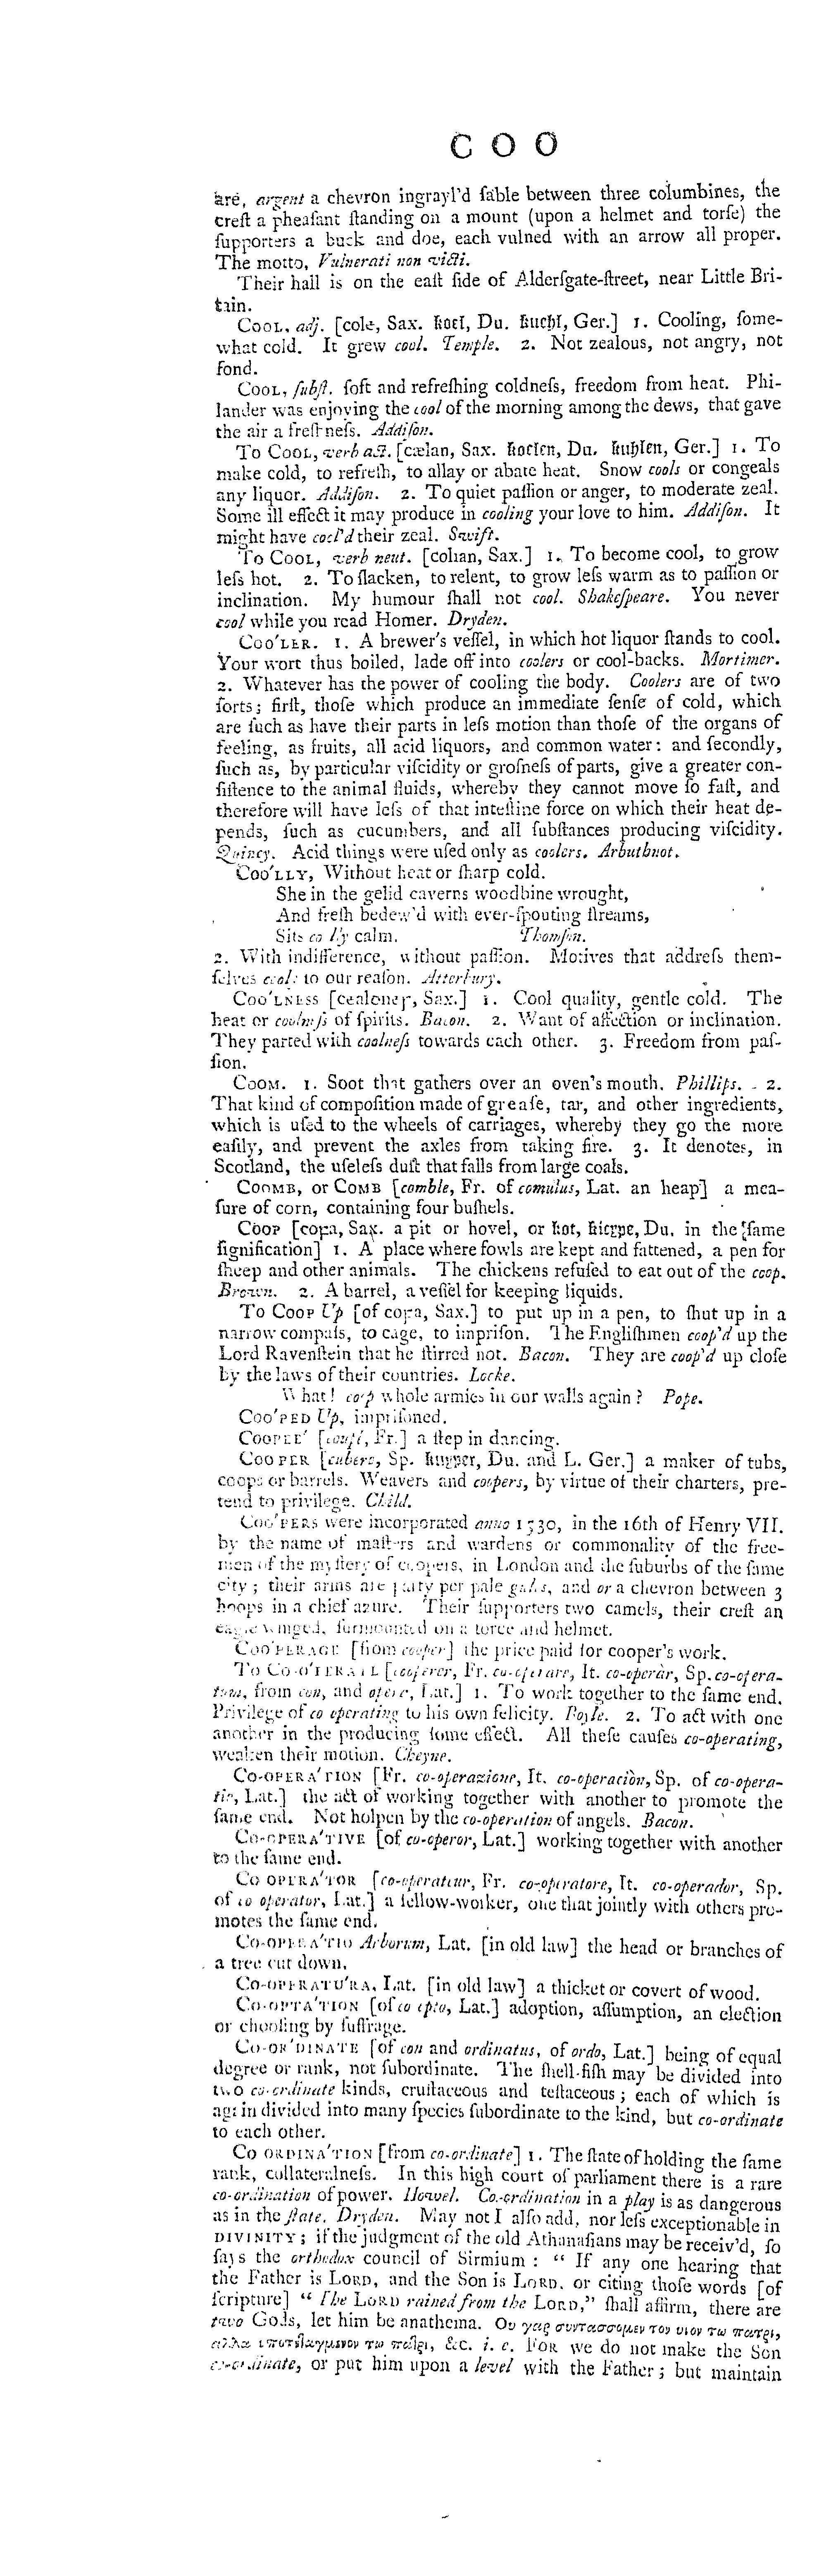 C O O
are, argent a chevron ingrayl'd ſable between three columbines, the
creſt a pheaſant ſtanding on a mount (upon a helmet and torſe) the
ſupporters a buck and doe, each vulned with an arrow all proper.
The motto, Vulnerati non victi.
Their hall is on the eaſt ſide of Alderſgate-ſtreet, near Little Bri-
tain.
COOL, adj. [cole, Sax. koel, Du. kuehl, Ger.] 1. Cooling, ſome-
what cold. It grew cool. Temple. 2. Not zealous, not angry, not
fond.
COOL, ſubſt. ſoft and refreſhing coldneſs, freedom from heat. Phi-
lander was enjoying the cool of the morning among the dews, that gave
the air a freſhneſs. Addiſon.
To COOL, verb act. [cælan, Sax. koelen, Du. kuhlen, Ger.] 1. To
make cold, to refreſh, to allay or abate heat. Snow cools or congeals
any liquor. Addiſon. 2. To quiet paſſion or anger, to moderate zeal.
Some ill effect it may produce in cooling your love to him. Addiſon. It
might have cool'd their zeal. Swift.
To COOL, verb neut. [colian, Sax.] 1. To become cool, to grow
leſs hot. 2. To ſlacken, to relent, to grow leſs warm as to paſſion or
inclination. My humour ſhall not cool. Shakeſpeare. You never
cool while you read Homer. Dryden.
COO'LER. 1. A brewer's veſſel, in which hot liquor ſtands to cool.
Your wort thus boiled, lade off into coolers or cool-backs. Mortimer.
2. Whatever has the power of cooling the body. Coolers are of two
ſorts; firſt, thoſe which produce an immediate ſenſe of cold, which
are ſuch as have their parts in leſs motion than thoſe of the organs of
feeling, as fruits, all acid liquors, and common water: and ſecondly,
ſuch as, by particular viſcidity or groſneſs of parts, give a greater con-
ſiſtence to the animal fluids, whereby they cannot move ſo faſt, and
therefore will have leſs of that inteſtine force on which their heat de-
pends, ſuch as cucumbers, and all ſubſtances producing viſcidity.
Quincy. Acid things were uſed only as coolers. Arbuthnot.
COO'LLY, Without heat or ſharp cold.
She in the gelid caverns woodbine wrought,
And freſh bedew'd with ever-ſpouting ſtreams,
Sits coolly calm. Thomſon.
2. With indifference, without paſſion. Motives that addreſs them-
ſelves cooly to our reaſon. Atterbury.
COO'LNESS [cealoneſ, Sax.] 1. Cool quality, gentle cold. The
heat or coolneſs of ſpirits. Bacon. 2. Want of affection or inclination.
They parted with coolneſs towards each other. 3. Freedom from paſ-
ſion.
COOM. 1. Soot that gathers over an oven's mouth. Phillips. 2.
That kind of compoſition made of greaſe, tar, and other ingredients,
which is uſed to the wheels of carriages, whereby they go the more
eaſily, and prevent the axles from taking fire. 3. It denotes, in
Scotland, the uſeleſs duſt that falls from large coals.
COOMB, or COMB [comble, Fr. of comulus, Lat. an heap] a mea-
ſure of corn, containing four buſhels.
COOP [copa, Sax. a pit or hovel, or kot, kieppe, Du. in the ſame
ſignification] 1. A place where fowls are kept and fattened, a pen for
ſheep and other animals. The chickens refuſed to eat out of the coop.
Brown. 2. A barrel, a veſſel for keeping liquids.
To COOP Up [of copa, Sax.] to put up in a pen, to ſhut up in a
narrow compaſs, to cage, to impriſon. The Engliſhmen coop'd up the
Lord Ravenſtein that he ſtirred not. Bacon. They are coop'd up cloſe
by the laws of their countries. Locke.
What! coop whole armies in our walls again? Pope.
COO'PED Up, impriſoned.
COOPEE' [coupé, Fr.] a ſtep in dancing.
COOPER [cubero, Sp. kupper, Du. and L. Ger.] a maker of tubs,
coops or barrels. Weavers and coopers, by virtue of their charters, pre-
tend to privilege. Child.
COO'PERS were incorporated anno 1530, in the 16th of Henry VII.
by the name of maſters and wardens or commonality of the free-
men of the myſtery of coopers, in London and the ſuburbs of the ſame
city; their arms are party per pale gules, and or a chevron between 3
hoops in a chief azure. Their ſupporters two camels, their creſt an
eagle winged, ſurmounted on a torce and helmet.
COO'PERAGE [from cooper] the price paid for cooper's work.
To CO-O'PERATE [cooperer, Fr. co-operare, It. co-operàr, Sp. co-opera-
tum, from con, and opere, Lat.] 1. To work together to the ſame end.
Privilege of co operating to his own felicity. Boyle. 2. To act with one
another in the producing ſome effect. All theſe cauſes co-operating,
weaken their motion. Cheyne.
CO-OPERA'TION [Fr. co-operazione, It. co-operaciòn, Sp. of co-opera-
tio, Lat.] the act of working together with another to promote the
ſame end. Not holpen by the co-operation of angels. Bacon.
CO-OPERA'TIVE [of co-operor, Lat.] working together with another
to the ſame end.
CO OPERA'TOR [co-operateur, Fr. co-operatore, It. co-operador, Sp.
of co operator, Lat.] a fellow-worker, one that jointly with others pro-
motes the ſame end.
CO-OPERA'TIO Arborum, Lat. [in old law] the head or branches of
a tree cut down.
CO-OPERATU'RA, Lat. [in old law] a thicket or covert of wood.
CO-OPTA'TION [of co opto, Lat.] adoption, aſſumption, an election
or chooſing by ſuffrage.
CO-OR'DINATE [of con and ordinatus, of ordo, Lat.] being of equal
degree or rank, not ſubordinate. The ſhell-fiſh may be divided into
two co-ordinate kinds, cruſtaceous and teſtaceous; each of which is
again divided into many ſpecies ſubordinate to the kind, but co-ordinate
to each other.
CO ORDINA'TION [from co-ordinate] 1. The ſtate of holding the ſame
rank, collateralneſs. In this high court of parliament there is a rare
co-ordination of power. Howel. Co-ordination in a play is as dangerous
as in the ſtate. Dryden. May not I alſo add, nor leſs exceptionable in
DIVINITY; if the judgment of the old Athanaſians may be receiv'd, ſo
ſays the orthodox council of Sirmium: " If any one hearing that
the Father is LORD, and the Son is LORD, or citing thoſe words [of
ſcripture] " The LORD rained from the LORD," ſhall affirm, there are
two Gods, let him be anathema. Ου γαρ συντασσομεν τον υιον τω πατρι,
αλλα υποτεταγμενον τω πατρι, &c. i. e. FOR we do not make the Son
co-ordinate, or put him upon a level with the Father; but maintain